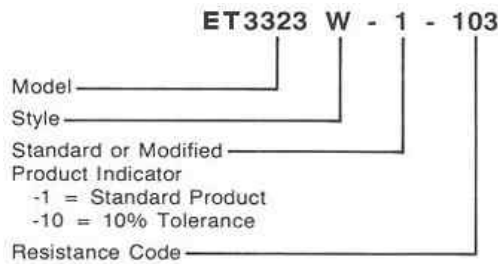 ET3323 W - 1 - 103
Model
Style
Standard or Modified
Product Indicator
-1 = Standard Product
-10 = 10% Tolerance
Resistance Code